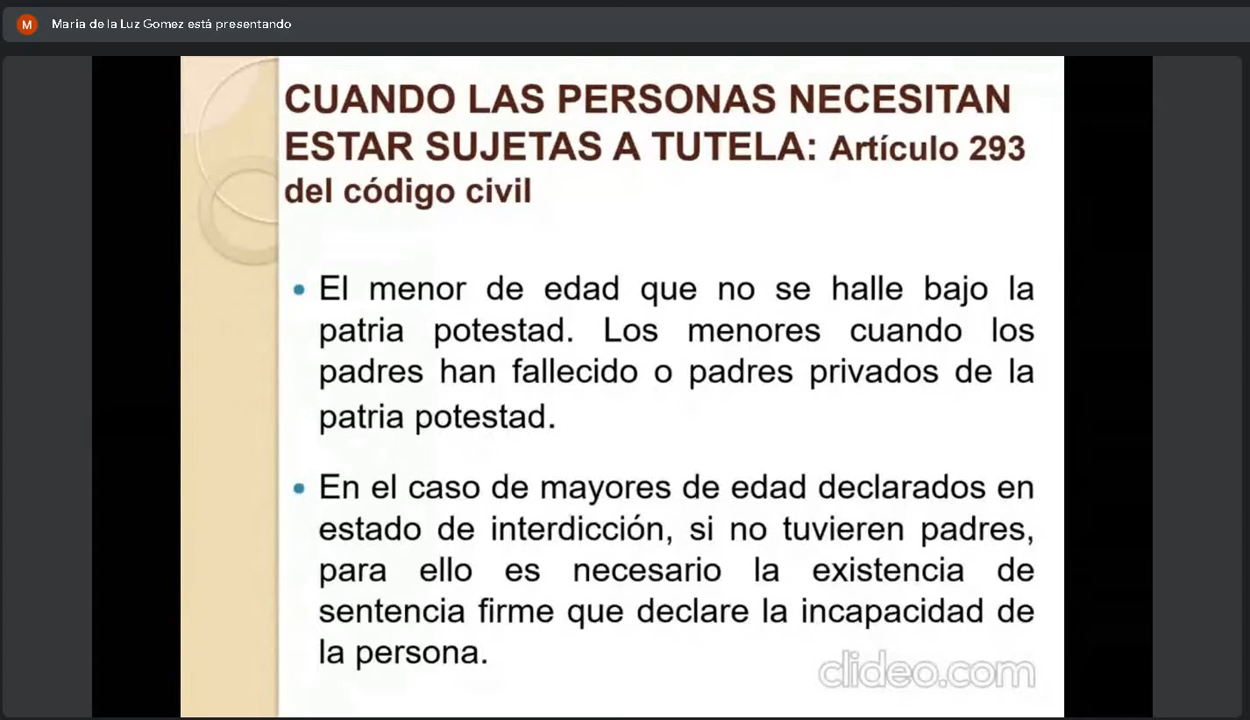 M
Maria de la Luz Gomez está presentando
CUANDO LAS PERSONAS NECESITAN
ESTAR SUJETAS A TUTELA: Artículo 293
del código civil
• El menor de edad que no se halle bajo la
patria potestad. Los menores cuando los
padres han fallecido o padres privados de la
patria potestad.
• En el caso de mayores de edad declarados en
estado de interdicción, si no tuvieren padres,
para ello es necesario la existencia de
sentencia firme que declare la incapacidad de
la persona.
clideo.com